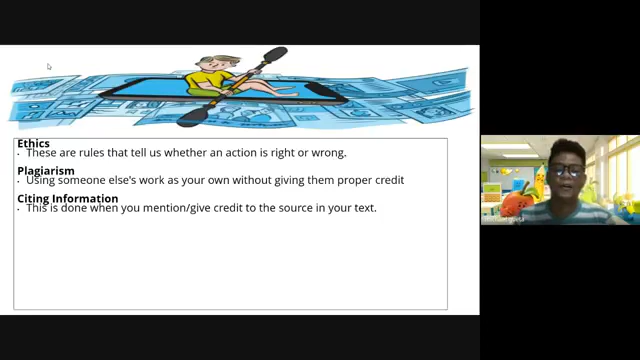 Ethics
• These are rules that tell us whether an action is right or wrong.
Plagiarism
• Using someone else's work as your own without giving them proper credit
Citing Information
• This is done when you mention/give credit to the source in your text.